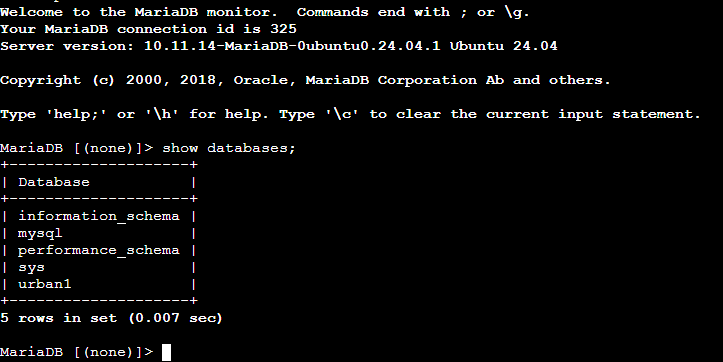 Welcome to the MariaDB monitor.  Commands end with ; or \g.
Your MariaDB connection id is 325
Server version: 10.11.14-MariaDB-0ubuntu0.24.04.1 Ubuntu 24.04
Copyright (c) 2000, 2018, Oracle, MariaDB Corporation Ab and others.
Type 'help;' or '\h' for help. Type '\c' to clear the current input statement.
MariaDB [(none)]> show databases;
+--------------------+
| Database           |
+--------------------+
| information_schema |
| mysql              |
| performance_schema |
| sys                |
| urban1             |
+--------------------+
5 rows in set (0.007 sec)
MariaDB [(none)]>